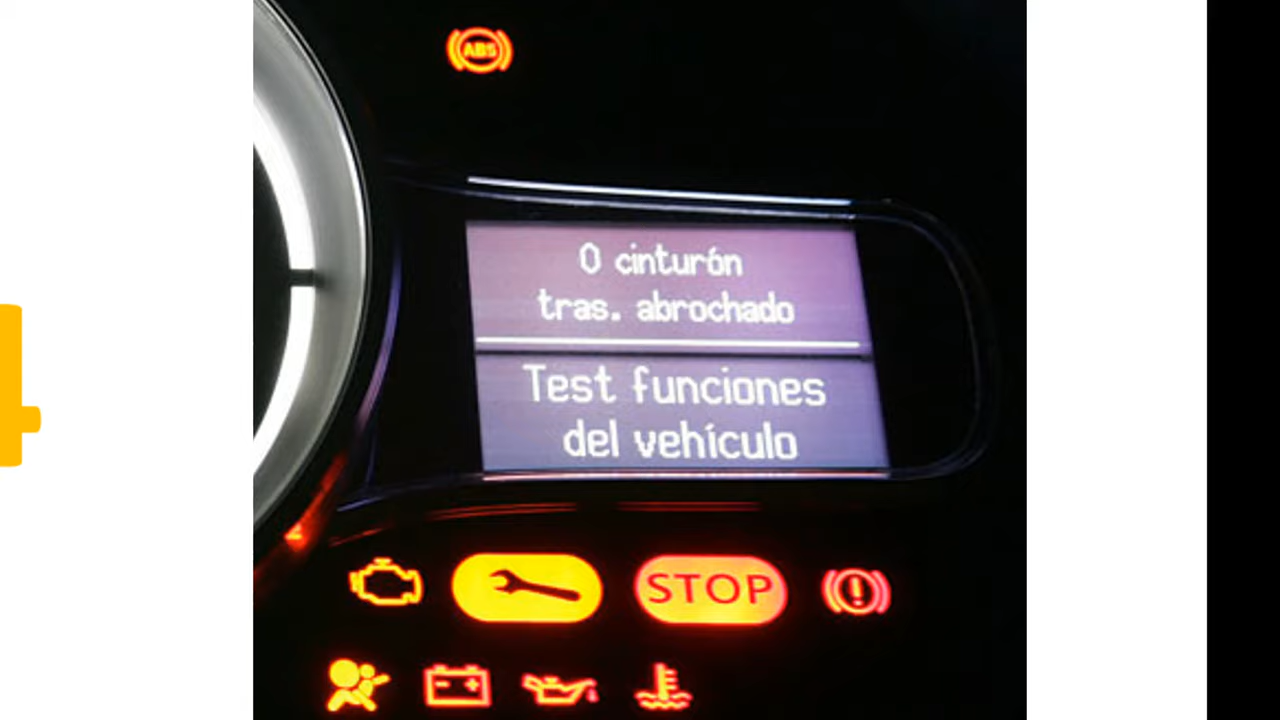 ABS
0 cinturón
tras. abrochado
Test funciones
del vehículo
STOP